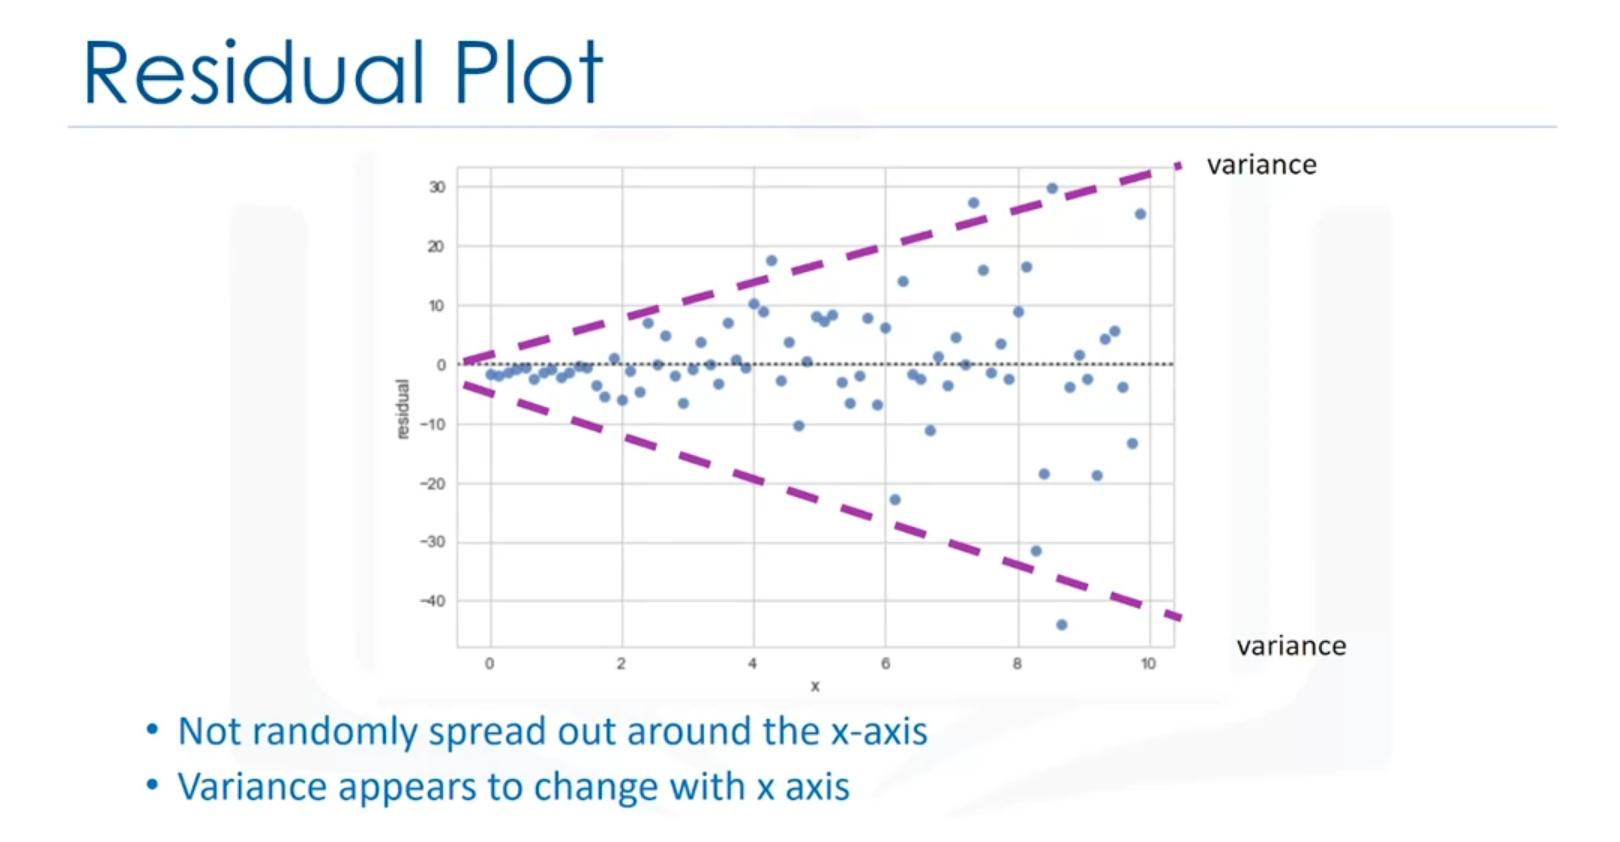 Residual Plot
variance
30
20
10
0
−10
−20
−30
−40
residual
0 2 4 6 8 10
x
variance
• Not randomly spread out around the x-axis
• Variance appears to change with x axis